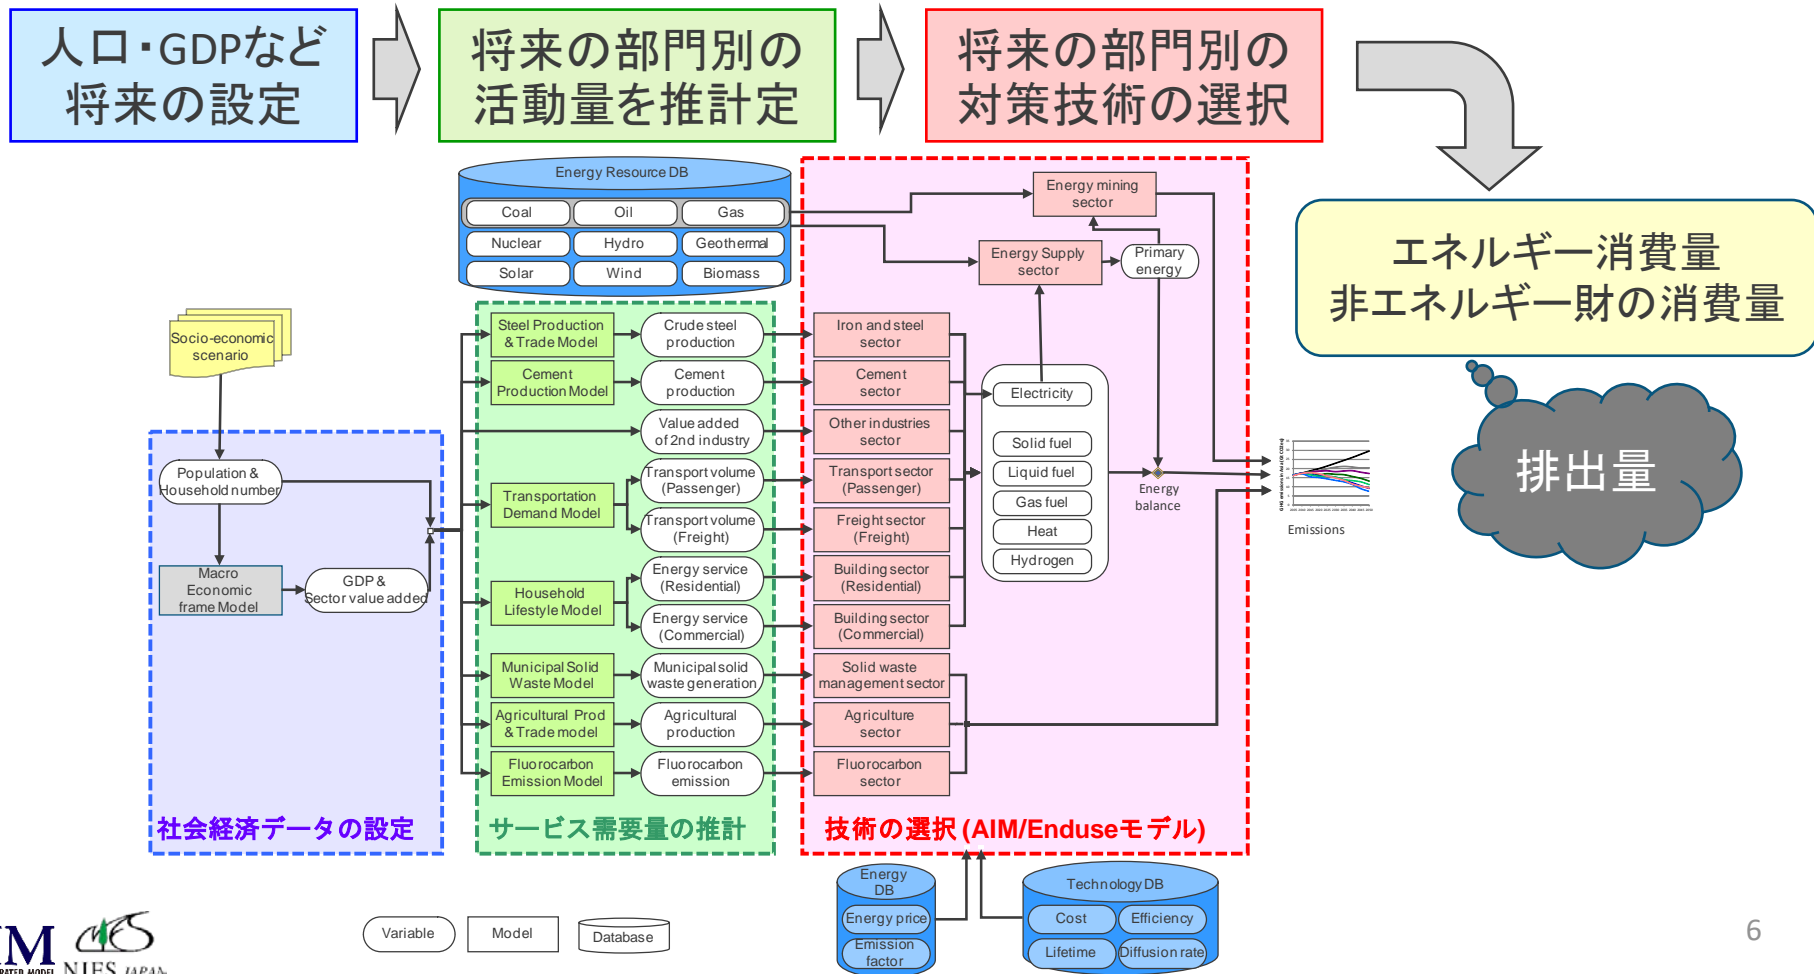 人口・GDPなど
将来の設定
将来の部門別の
活動量を推計定
将来の部門別の
対策技術の選択
エネルギー消費量
非エネルギー財の消費量
排出量
Energy Resource DB
Coal
Oil
Gas
Nuclear
Hydro
Geothermal
Solar
Wind
Biomass
Energy mining
sector
Energy Supply
sector
Primary
energy
Socio-economic
scenario
Population &
Household number
Macro
Economic
frame Model
GDP &
Sector value added
社会経済データの設定
Steel Production
& Trade Model
Cement
Production Model
Transportation
Demand Model
Household
Lifestyle Model
Municipal Solid
Waste Model
Agricultural Prod
& Trade model
Fluorocarbon
Emission Model
Crude steel
production
Cement
production
Value added
of 2nd industry
Transport volume
(Passenger)
Transport volume
(Freight)
Energy service
(Residential)
Energy service
(Commercial)
Municipal solid
waste generation
Agricultural
production
Fluorocarbon
emission
サービス需要量の推計
Iron and steel
sector
Cement
sector
Other industries
sector
Transport sector
(Passenger)
Freight sector
(Freight)
Building sector
(Residential)
Building sector
(Commercial)
Solid waste
management sector
Agriculture
sector
Fluorocarbon
sector
Electricity
Solid fuel
Liquid fuel
Gas fuel
Heat
Hydrogen
Energy
balance
Emissions
技術の選択 (AIM/Enduseモデル)
Energy
DB
Energy price
Emission
factor
Technology DB
Cost
Efficiency
Lifetime
Diffusion rate
Variable
Model
Database
NIES JAPAN
6